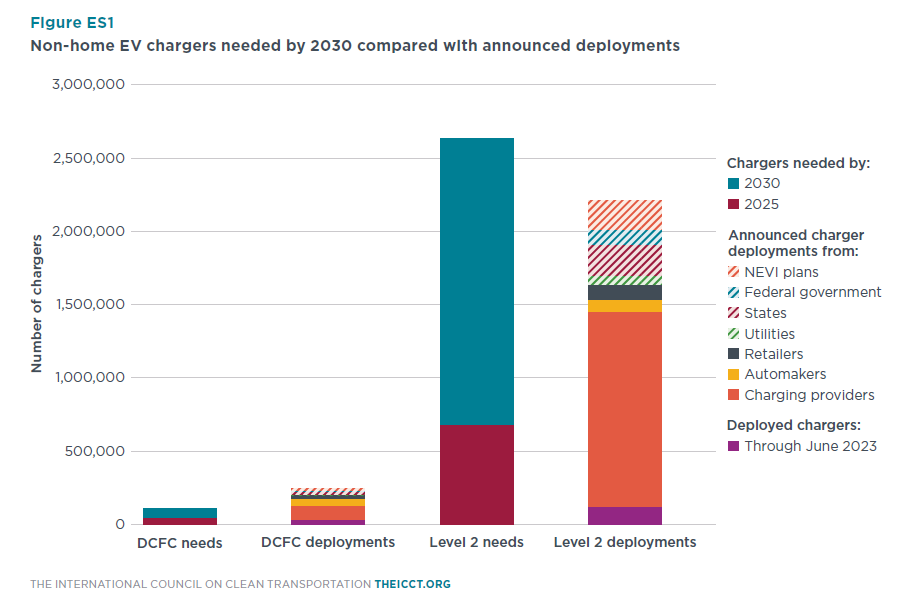 Figure ES1
Non-home EV chargers needed by 2030 compared with announced deployments
3,000,000
2,500,000
2,000,000
1,500,000
1,000,000
500,000
0
Number of chargers
DCFC needs
DCFC deployments
Level 2 needs
Level 2 deployments
Chargers needed by:
2030
2025
Announced charger
deployments from:
NEVI plans
Federal government
States
Utilities
Retailers
Automakers
Charging providers
Deployed chargers:
Through June 2023
THE INTERNATIONAL COUNCIL ON CLEAN TRANSPORTATION THEICCT.ORG